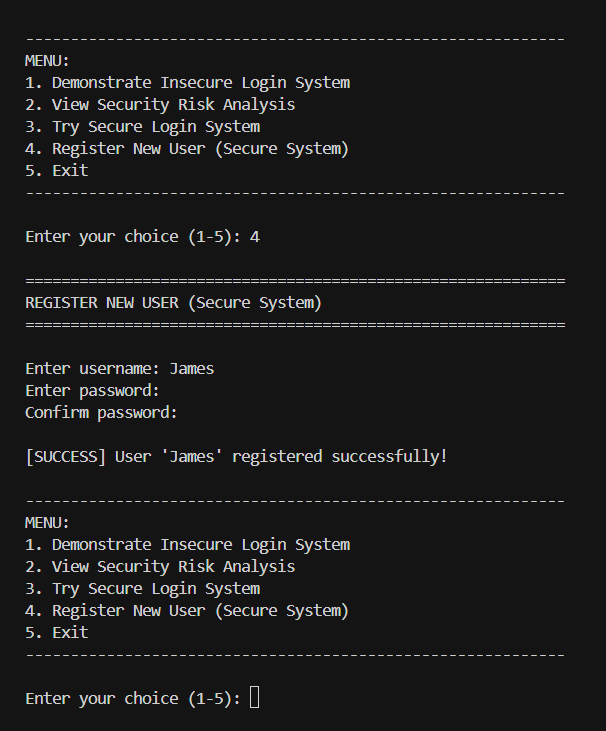 ------------------------------------------------------------
MENU:
1. Demonstrate Insecure Login System
2. View Security Risk Analysis
3. Try Secure Login System
4. Register New User (Secure System)
5. Exit
------------------------------------------------------------
Enter your choice (1-5): 4
============================================================
REGISTER NEW USER (Secure System)
============================================================
Enter username: James
Enter password:
Confirm password:
[SUCCESS] User 'James' registered successfully!
------------------------------------------------------------
MENU:
1. Demonstrate Insecure Login System
2. View Security Risk Analysis
3. Try Secure Login System
4. Register New User (Secure System)
5. Exit
------------------------------------------------------------
Enter your choice (1-5):